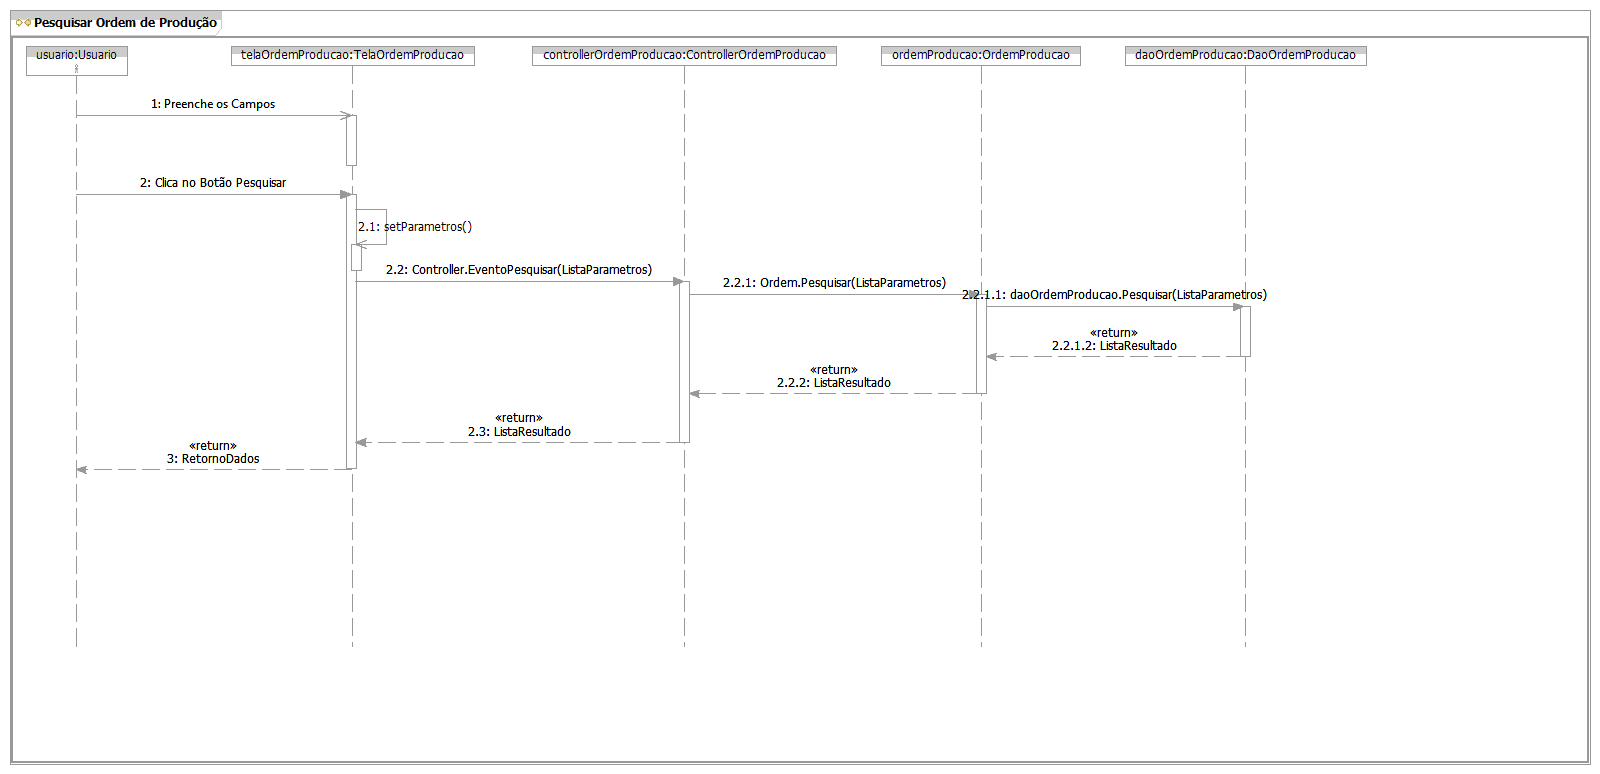 Pesquisar Ordem de Produção
usuario:Usuario
telaOrdemProducao:TelaOrdemProducao
controllerOrdemProducao:ControllerOrdemProducao
ordemProducao:OrdemProducao
daoOrdemProducao:DaoOrdemProducao
1: Preenche os Campos
2: Clica no Botão Pesquisar
2.1: setParametros()
2.2: Controller.EventoPesquisar(ListaParametros)
2.2.1: Ordem.Pesquisar(ListaParametros)
2.2.1.1: daoOrdemProducao.Pesquisar(ListaParametros)
«return»
2.2.1.2: ListaResultado
«return»
2.2.2: ListaResultado
«return»
2.3: ListaResultado
«return»
3: RetornoDados